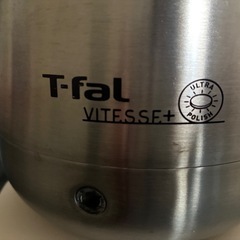 T-fal
VITESSE+
ULTRA
POLISH